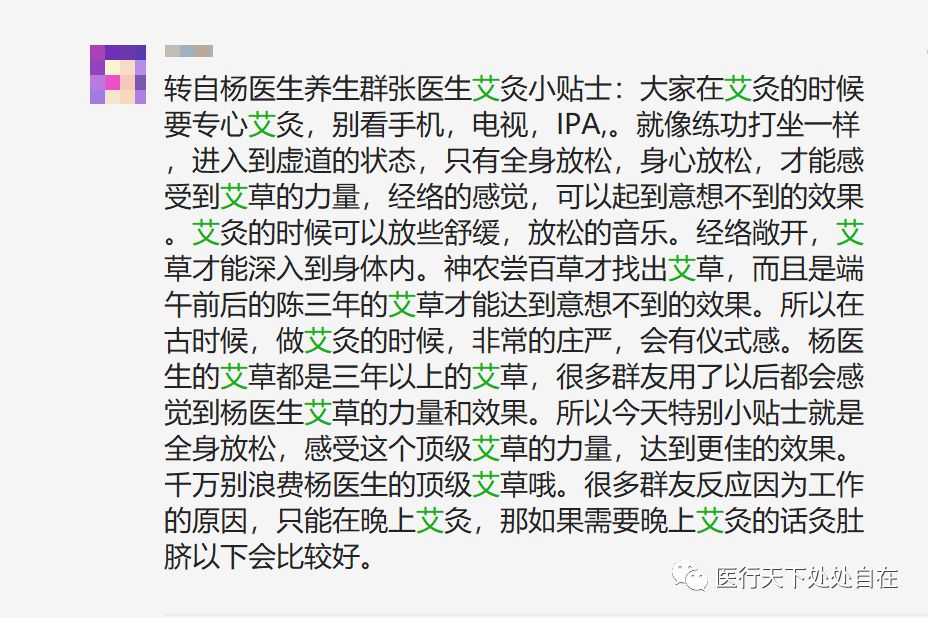 转自杨医生养生群张医生艾灸小贴士：大家在艾灸的时候
要专心艾灸，别看手机，电视，IPA,。就像练功打坐一样
，进入到虚道的状态，只有全身放松，身心放松，才能感
受到艾草的力量，经络的感觉，可以起到意想不到的效果
。艾灸的时候可以放些舒缓，放松的音乐。经络敞开，艾
草才能深入到身体内。神农尝百草才找出艾草，而且是端
午前后的陈三年的艾草才能达到意想不到的效果。所以在
古时候，做艾灸的时候，非常的庄严，会有仪式感。杨医
生的艾草都是三年以上的艾草，很多群友用了以后都会感
觉到杨医生艾草的力量和效果。所以今天特别小贴士就是
全身放松，感受这个顶级艾草的力量，达到更佳的效果。
千万别浪费杨医生的顶级艾草哦。很多群友反应因为工作
的原因，只能在晚上艾灸，那如果需要晚上艾灸的话灸肚
脐以下会比较好。
医行天下处处自在